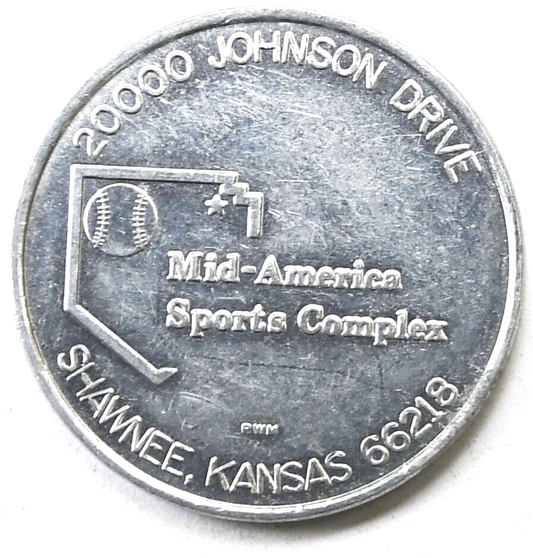 20000 JOHNSON DRIVE
Mid-America
Sports Complex
PWM
SHAWNEE, KANSAS 66218